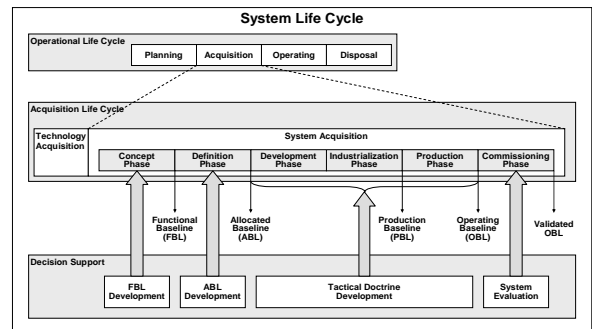 System Life Cycle
Operational Life Cycle
Planning
Acquisition
Operating
Disposal
Acquisition Life Cycle
Technology
Acquisition
System Acquisition
Concept
Phase
Definition
Phase
Development
Phase
Industrialization
Phase
Production
Phase
Commissioning
Phase
Functional
Baseline
(FBL)
Allocated
Baseline
(ABL)
Production
Baseline
(PBL)
Operating
Baseline
(OBL)
Validated
OBL
Decision Support
FBL
Development
ABL
Development
Tactical Doctrine
Development
System
Evaluation